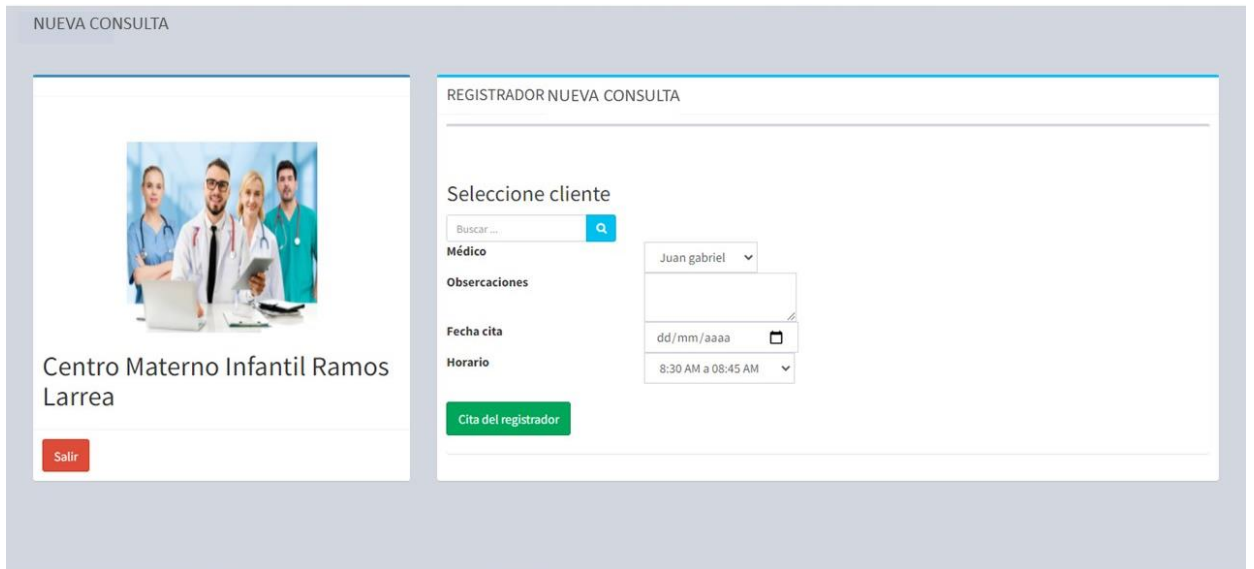 NUEVA CONSULTA
Centro Materno Infantil Ramos
Larrea
Salir
REGISTRADOR NUEVA CONSULTA
Seleccione cliente
Buscar ...
Médico
Juan gabriel
Obsercaciones
Fecha cita
dd/mm/aaaa
Horario
8:30 AM a 08:45 AM
Cita del registrador